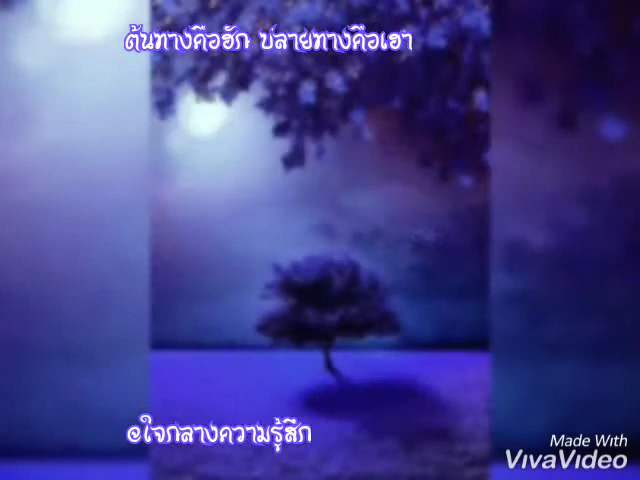 ต้นทางคือฮัก ปลายทางคือเฮา
@ใจกลางความรู้สึก
Made With
VivaVideo